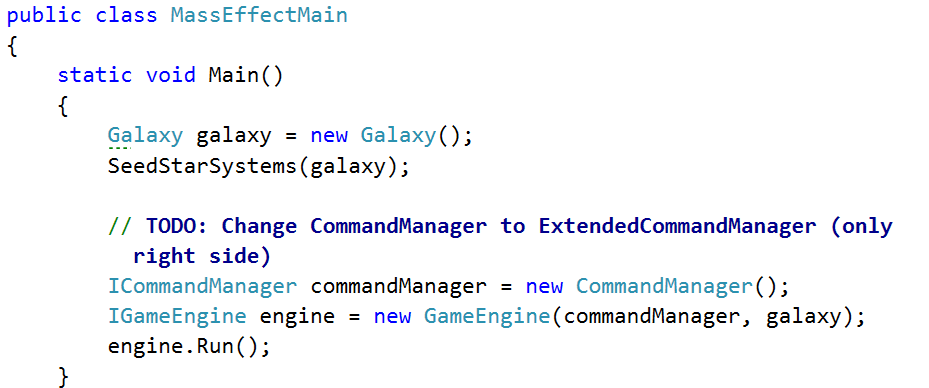 public class MassEffectMain
{
    static void Main()
    {
        Galaxy galaxy = new Galaxy();
        SeedStarSystems(galaxy);

        // TODO: Change CommandManager to ExtendedCommandManager (only
          right side)
        ICommandManager commandManager = new CommandManager();
        IGameEngine engine = new GameEngine(commandManager, galaxy);
        engine.Run();
    }